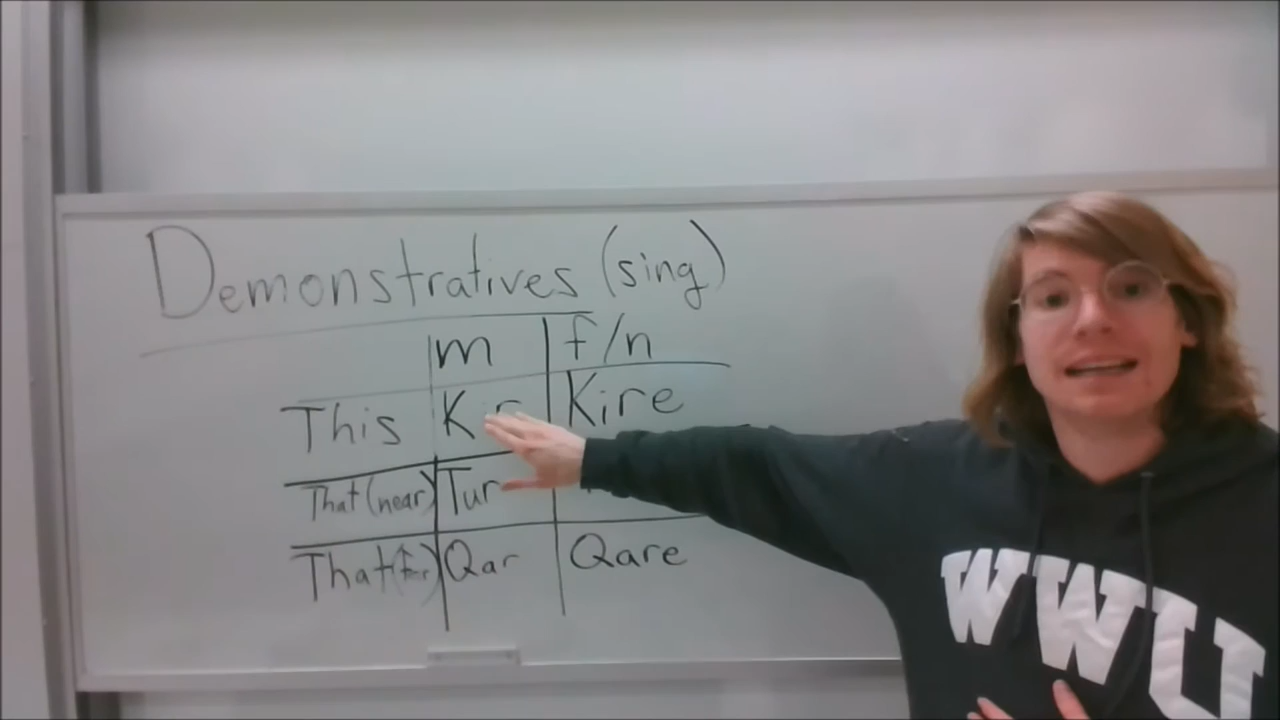 Demonstratives (sing)
m f/n
This Kir Kire
That (near) Tur
That (far) Qar Qare
WWU